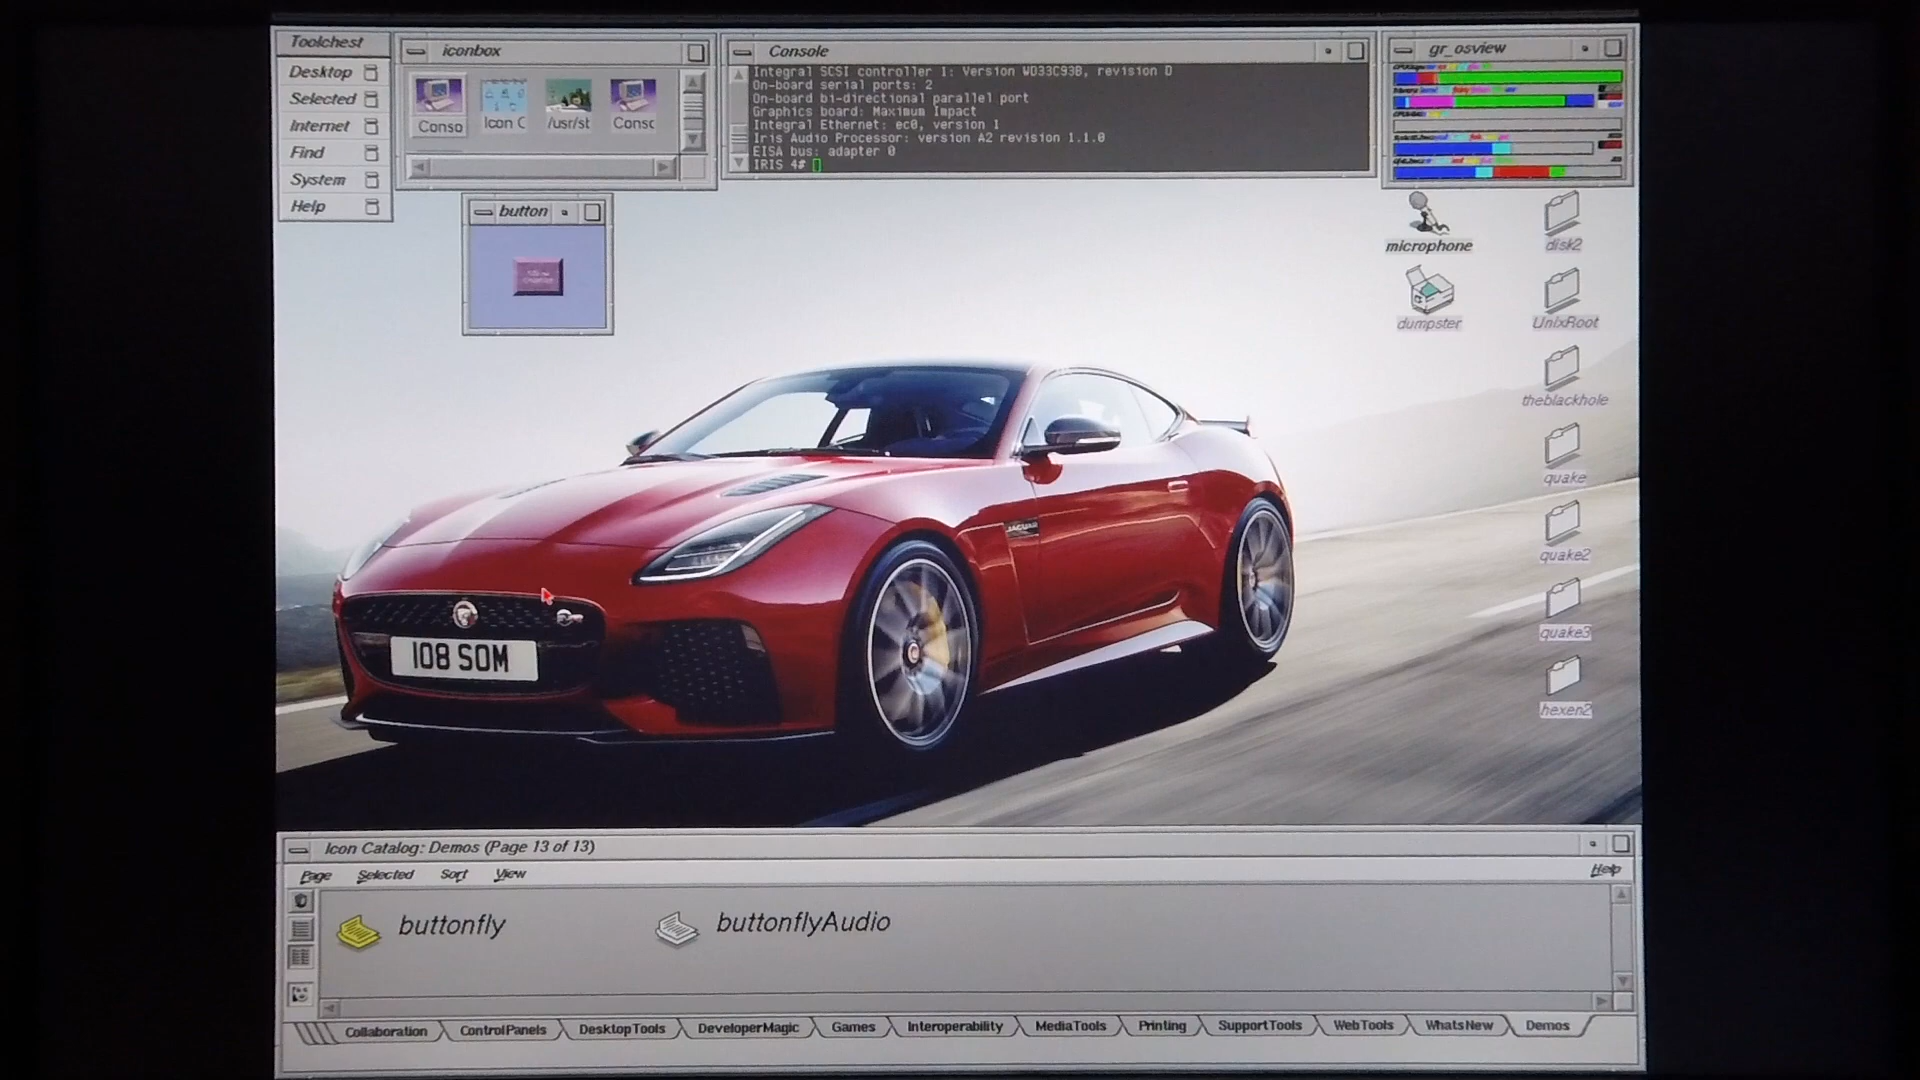 Toolchest
Desktop
Selected
Internet
Find
System
Help
iconbox
Conso
Icon C
/usr/st
Consc
Console
Integral SCSI controller 1: Version WD33C93B, revision D
On-board serial ports: 2
On-board bi-directional parallel port
Graphics board: Maximum Impact
Integral Ethernet: ec0, version 1
Iris Audio Processor: version A2 revision 1.1.0
EISA bus: adapter 0
IRIS 4#
gr_osview
button
microphone
disk2
dumpster
UnixRoot
theblackhole
quake
quake2
quake3
hexen2
JAGUAR
108 SOM
Icon Catalog: Demos (Page 13 of 13)
Page Selected Sort View Help
buttonfly
buttonflyAudio
Collaboration ControlPanels DesktopTools DeveloperMagic Games Interoperability MediaTools Printing SupportTools WebTools WhatsNew Demos